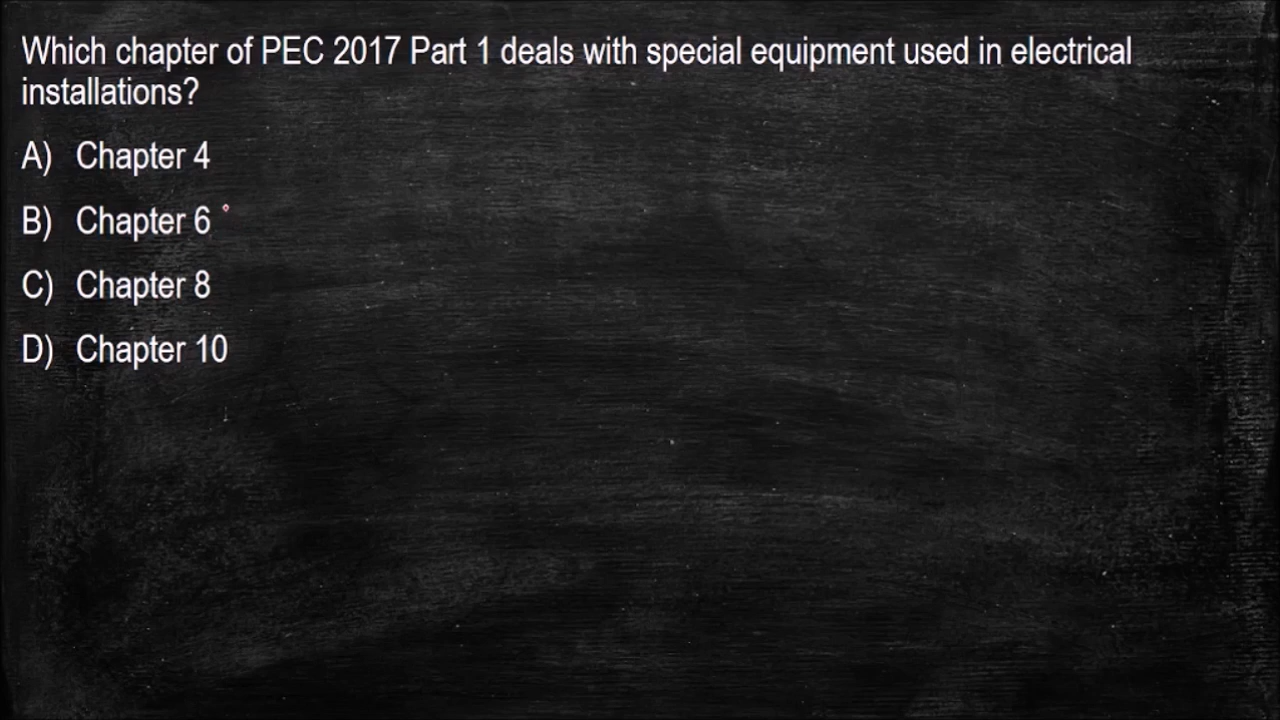 Which chapter of PEC 2017 Part 1 deals with special equipment used in electrical
installations?
A) Chapter 4
B) Chapter 6
C) Chapter 8
D) Chapter 10